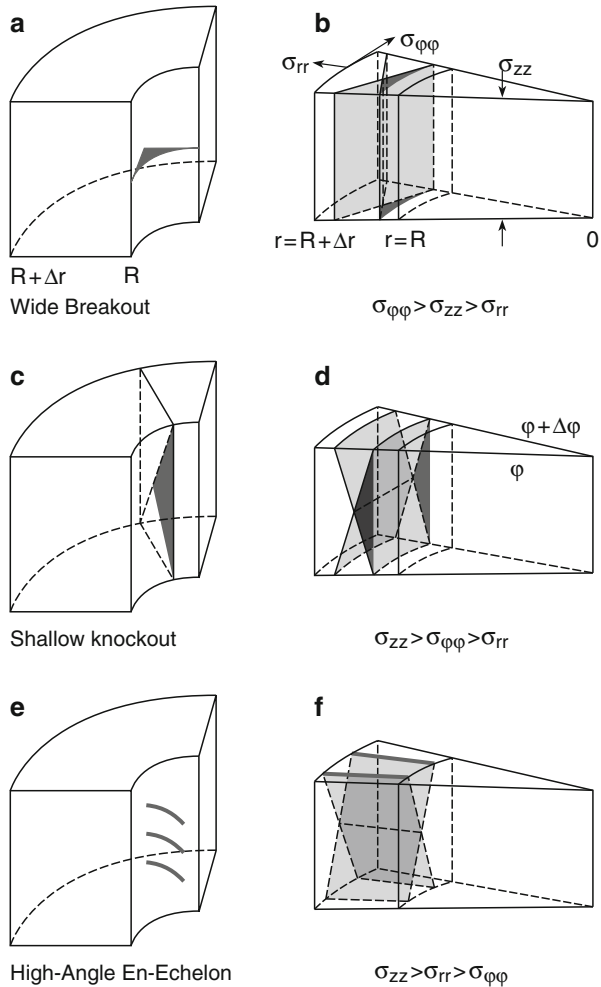 a
b
σφφ
σrr
σzz
R + Δr
R
r = R + Δr
r = R
0
Wide Breakout
σφφ > σzz > σrr
c
d
φ + Δφ
φ
Shallow knockout
σzz > σφφ > σrr
e
f
High-Angle En-Echelon
σzz > σrr > σφφ